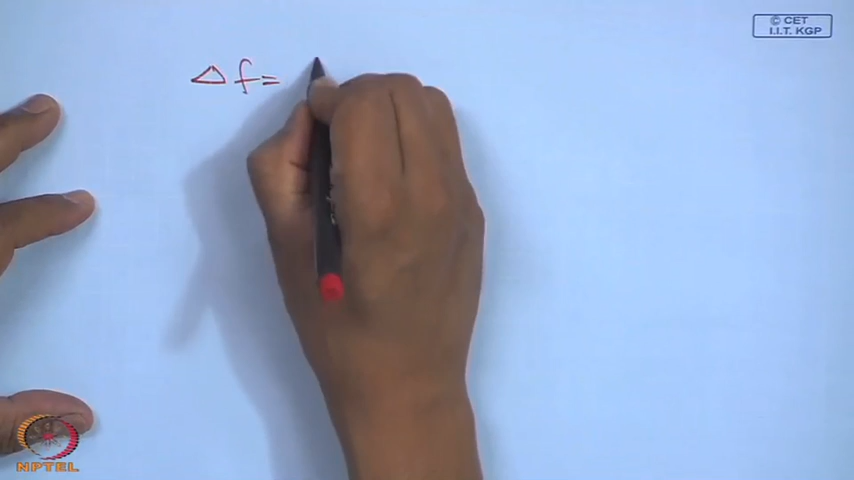 © CET
I.I.T. KGP
Δf=
NPTEL